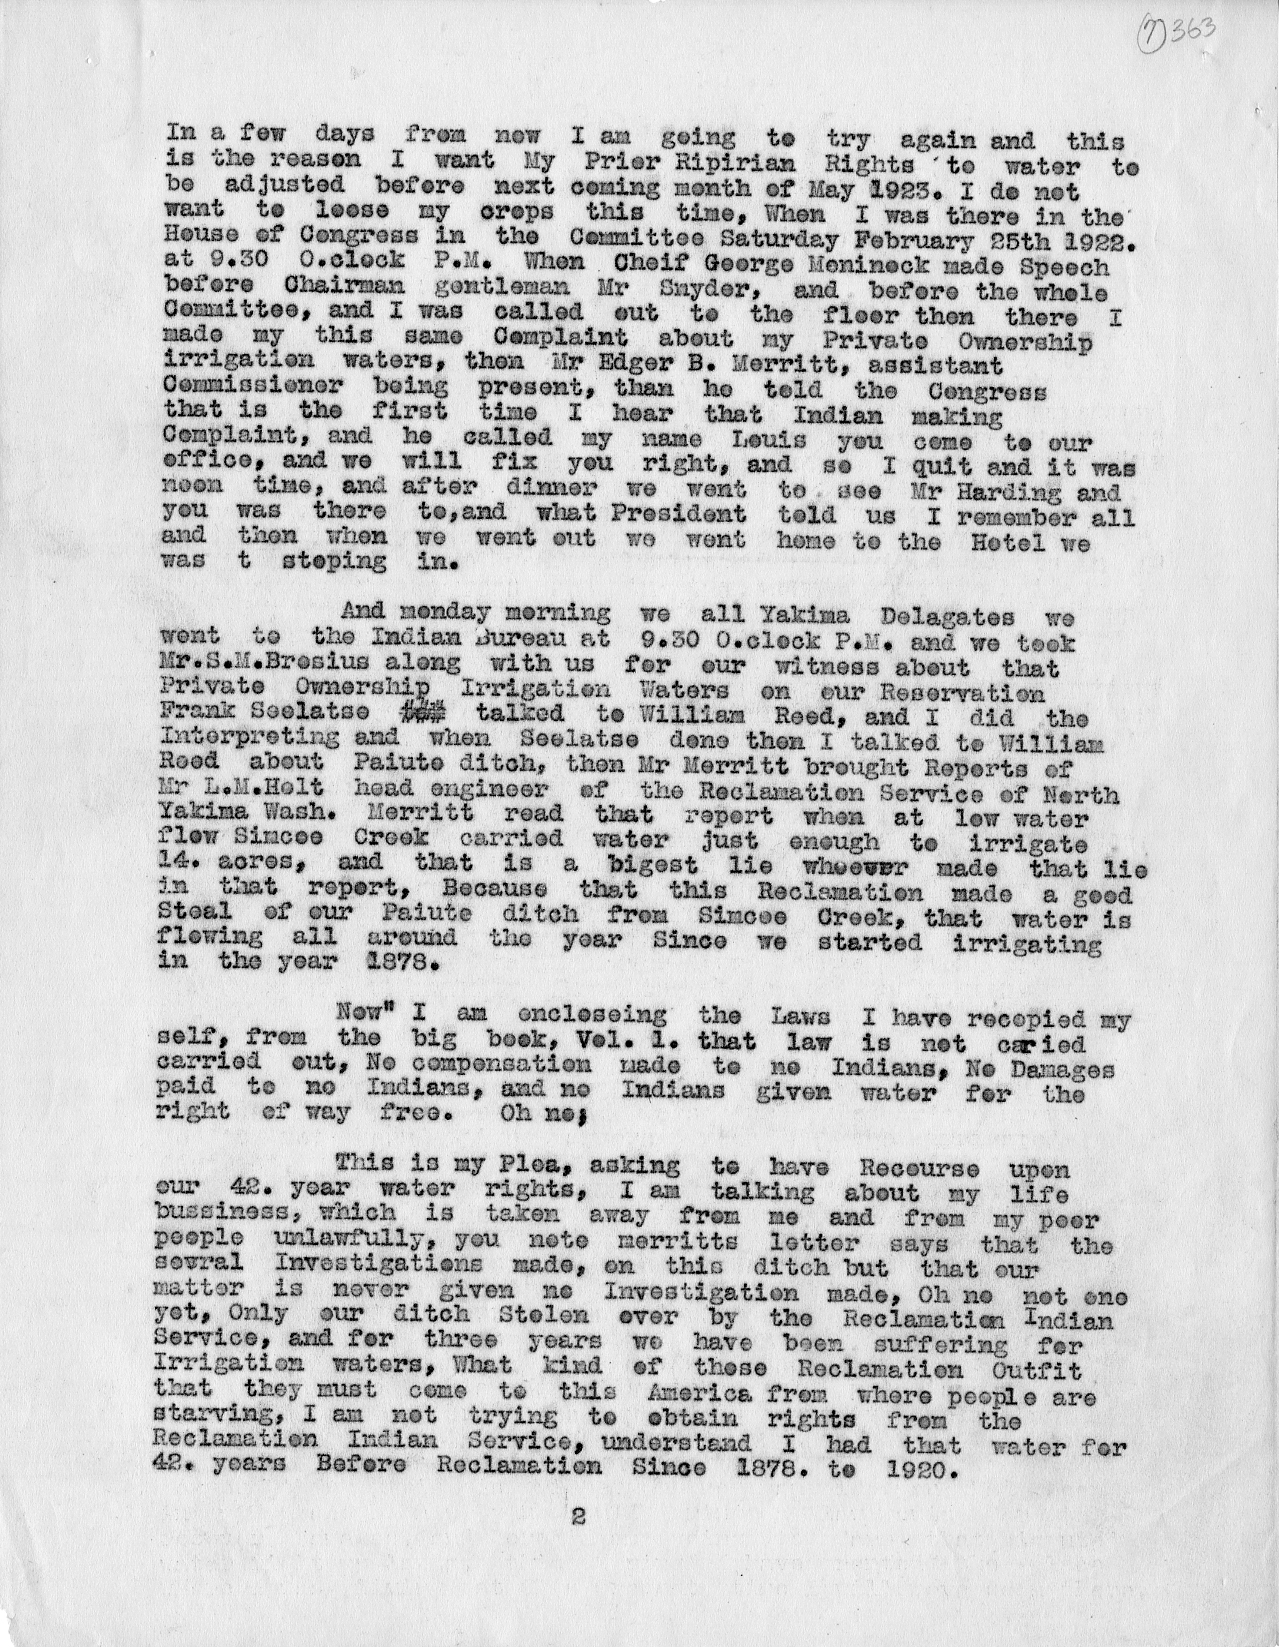 (7) 363
In a few days from now I am going to try again and this
is the reason I want My Prior Ripirian Rights to water to
be adjusted before next coming month of May 1923. I do not
want to loose my crops this time, When I was there in the
House of Congress in the Committee Saturday February 25th 1922.
at 9.30 O.clock P.M. When Cheif George Menineck made Speech
before Chairman gentleman Mr Snyder, and before the whole
Committee, and I was called out to the floor then there I
made my this same Complaint about my Private Ownership
irrigation waters, then Mr Edger B. Merritt, assistant
Commissioner being present, than he told the Congress
that is the first time I hear that Indian making
Complaint, and he called my name Louis you come to our
office, and we will fix you right, and so I quit and it was
noon time, and after dinner we went to see Mr Harding and
you was there to,and what President told us I remember all
and then when we went out we went home to the Hotel we
was t stoping in.
And monday morning we all Yakima Delagates we
went to the Indian Bureau at 9.30 O.clock P.M. and we took
Mr.S.M.Brosius along with us for our witness about that
Private Ownership Irrigation Waters on our Reservation
Frank Seelatse talked to William Reed, and I did the
Interpreting and when Seelatse done then I talked to William
Reed about Paiute ditch, then Mr Merritt brought Reports of
Mr L.M.Holt head engineer of the Reclamation Service of North
Yakima Wash. Merritt read that report when at low water
flow Simcoe Creek carried water just enough to irrigate
14. acres, and that is a bigest lie whoever made that lie
in that report, Because that this Reclamation made a good
Steal of our Paiute ditch from Simcoe Creek, that water is
flowing all around the year Since we started irrigating
in the year 1878.
Now" I am encloseing the Laws I have recopied my
self, from the big book, Vol. 1. that law is not caried
carried out, No compensation made to no Indians, No Damages
paid to no Indians, and no Indians given water for the
right of way free. Oh no;
This is my Plea, asking to have Recourse upon
our 42. year water rights, I am talking about my life
bussiness, which is taken away from me and from my poor
people unlawfully, you note merritts letter says that the
sevral Investigations made, on this ditch but that our
matter is never given no Investigation made, Oh no not one
yet, Only our ditch Stolen over by the Reclamation Indian
Service, and for three years we have been suffering for
Irrigation waters, What kind of these Reclamation Outfit
that they must come to this America from where people are
starving, I am not trying to obtain rights from the
Reclamation Indian Service, understand I had that water for
42. years Before Reclamation Since 1878. to 1920.
2